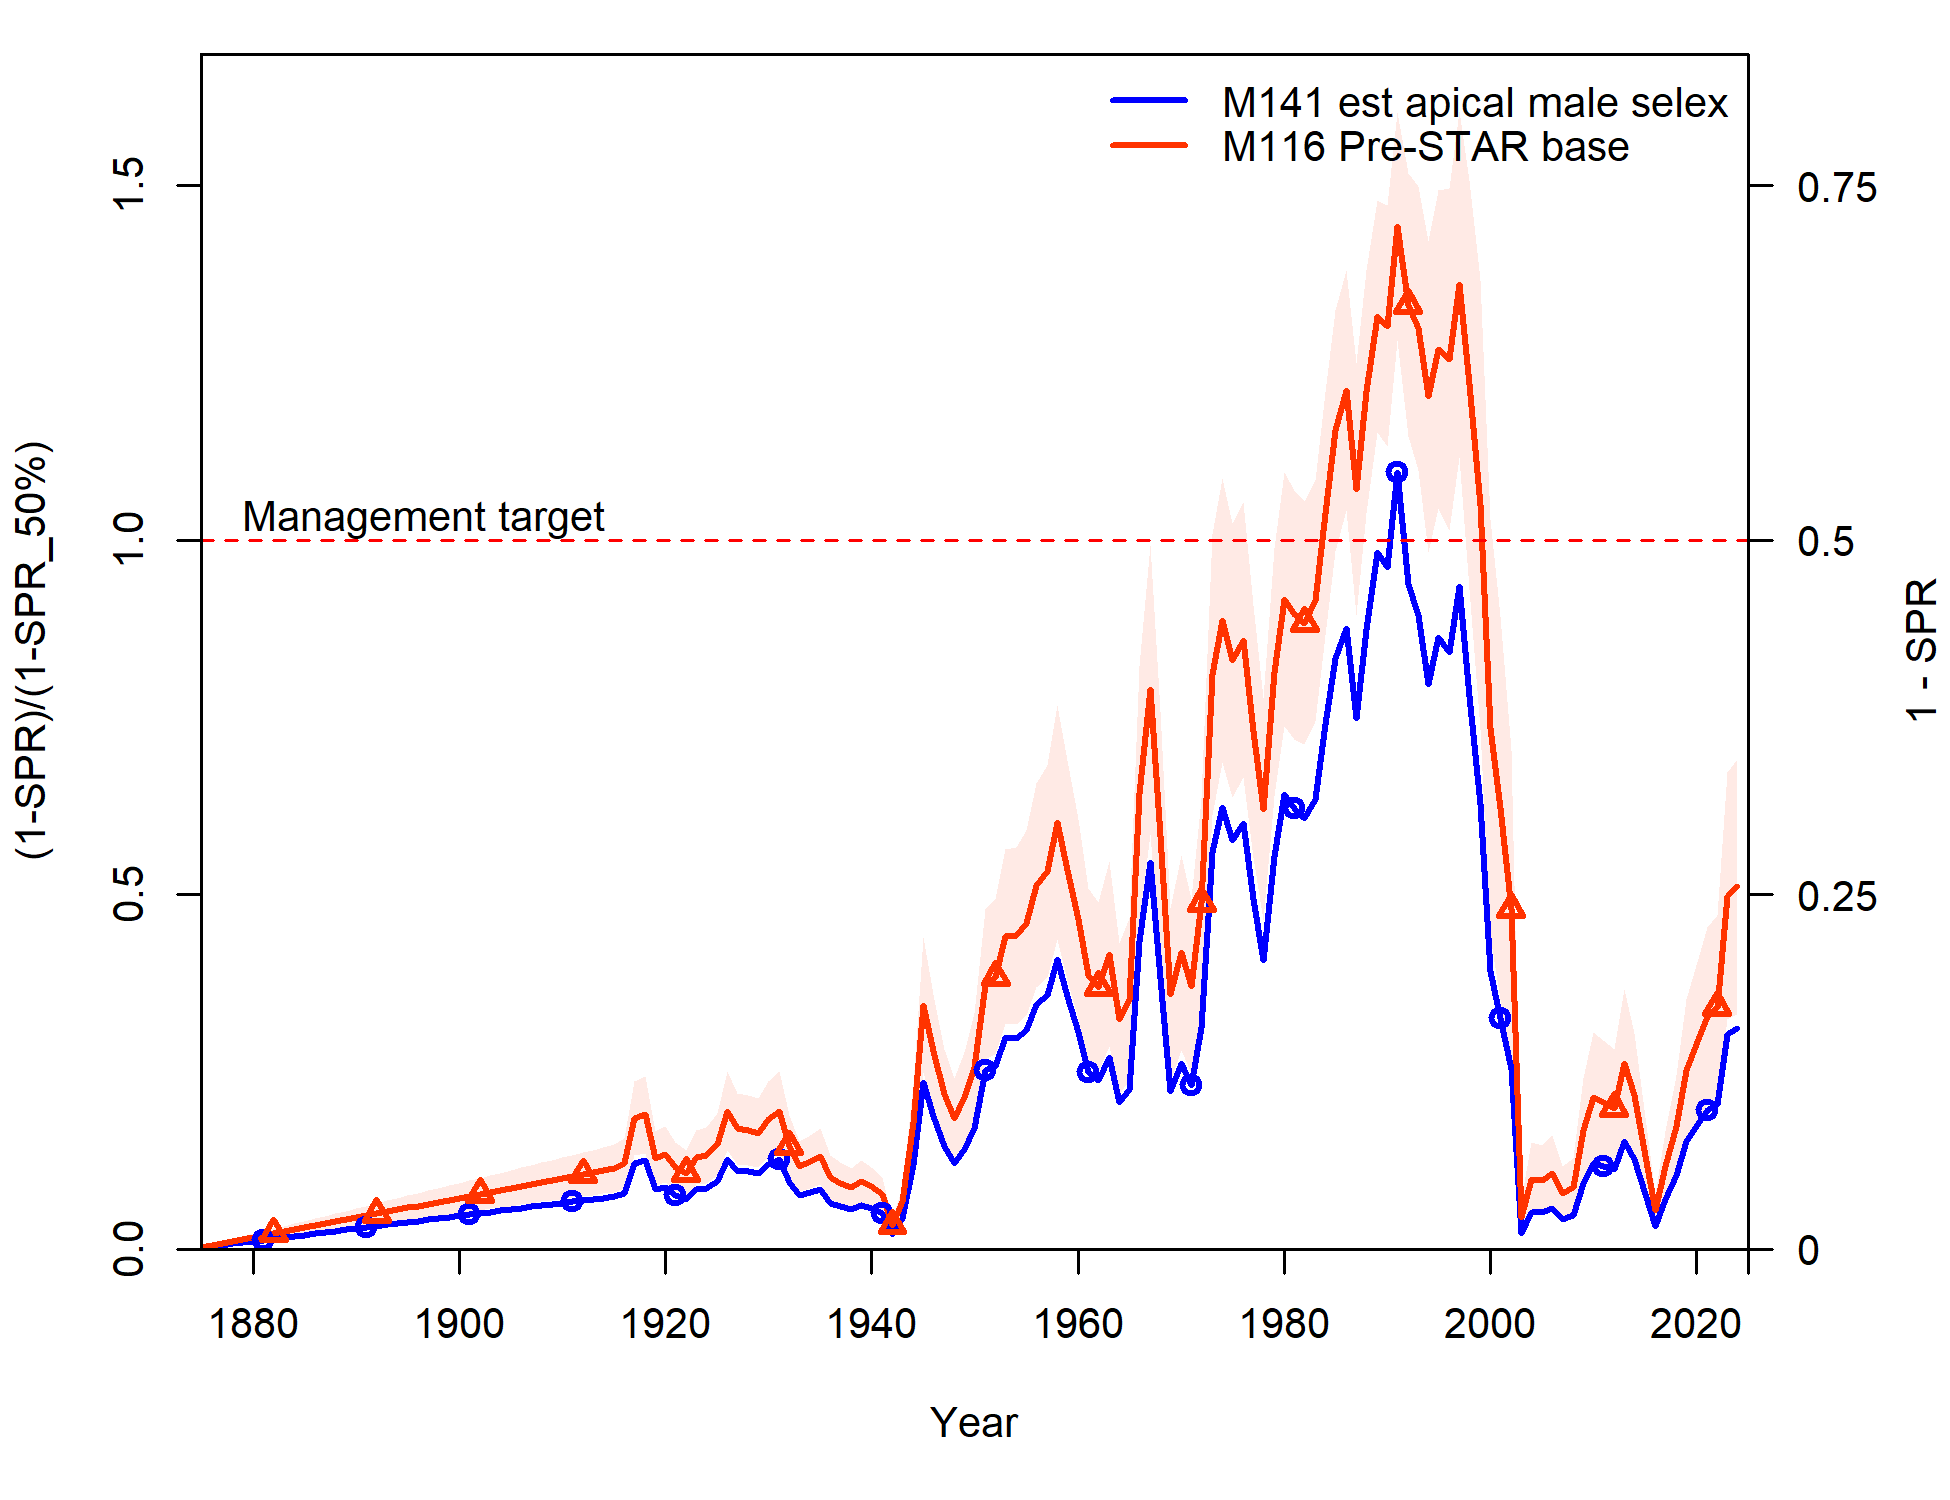 M141 est apical male selex
M116 Pre-STAR base
Management target
(1-SPR)/(1-SPR_50%)
0.0
0.5
1.0
1.5
1 - SPR
0
0.25
0.5
0.75
1880
1900
1920
1940
1960
1980
2000
2020
Year